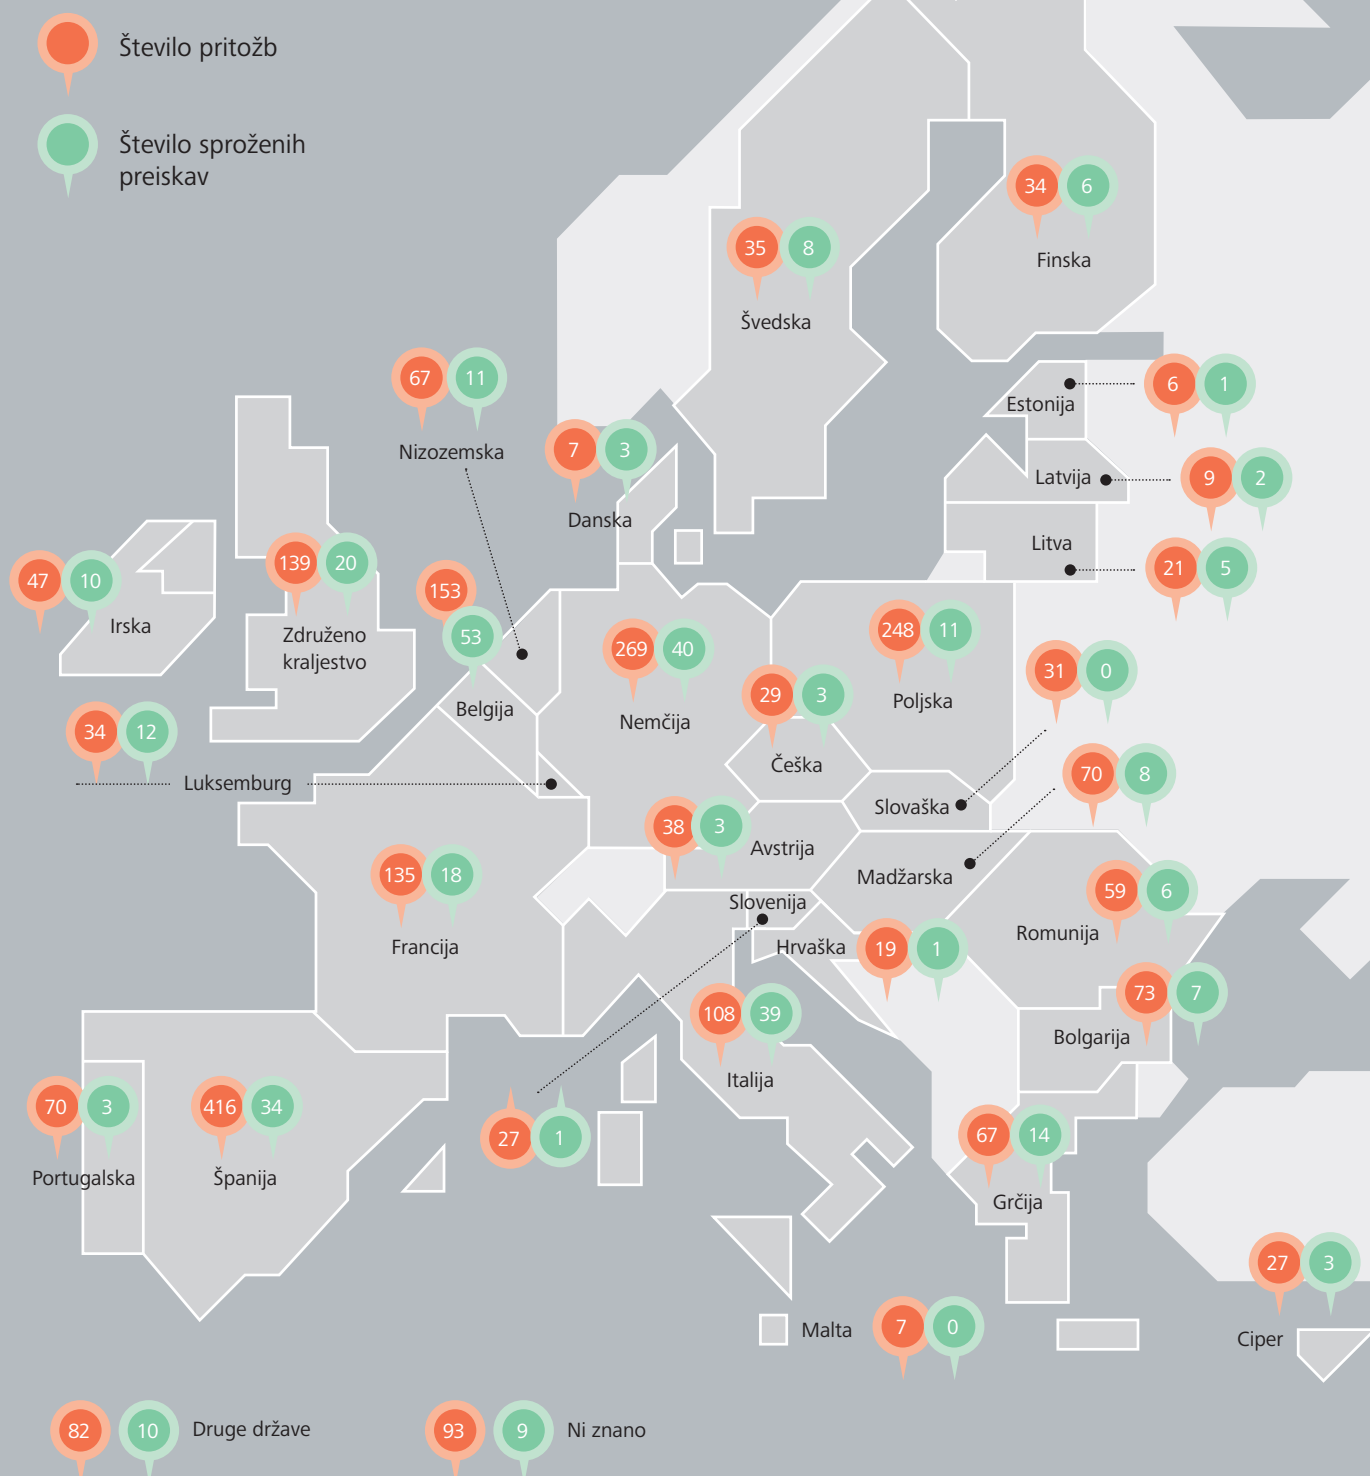 Število pritožb
Število sproženih
preiskav
34 6
Finska
35 8
Švedska
67 11
Nizozemska
6 1
Estonija
7 3
Danska
9 2
Latvija
Litva
21 5
47 10
Irska
139 20
Združeno
kraljestvo
153
53
Belgija
269 40
Nemčija
248 11
Poljska
29 3
Češka
31 0
Slovaška
34 12
Luksemburg
70 8
Madžarska
38 3
Avstrija
135 18
Francija
Slovenija
59 6
Romunija
Hrvaška
19 1
73 7
Bolgarija
108 39
Italija
70 3
Portugalska
416 34
Španija
27 1
67 14
Grčija
27 3
Ciper
Malta
7 0
82 10 Druge države
93 9 Ni znano